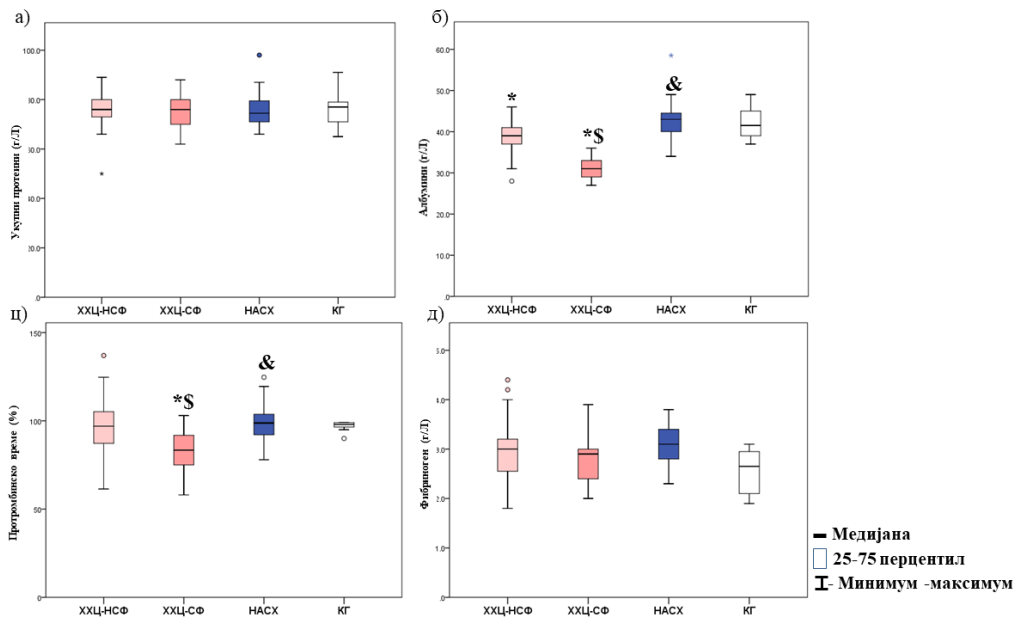 а)
Укупни протеини (г/Л)
100.0
80.0
60.0
40.0
20.0
.0
*
ХХЦ-НСФ ХХЦ-СФ НАСХ КГ
б)
Албумини (г/Л)
60.0
50.0
40.0
30.0
20.0
10.0
.0
*
&
*
*$
ХХЦ-НСФ ХХЦ-СФ НАСХ КГ
ц)
Протромбинско време (%)
150
100
50
0
&
*$
ХХЦ-НСФ ХХЦ-СФ НАСХ КГ
д)
Фибриноген (г/Л)
5.0
4.0
3.0
2.0
1.0
.0
ХХЦ-НСФ ХХЦ-СФ НАСХ КГ
Медијана
25-75 перцентил
- Минимум -максимум